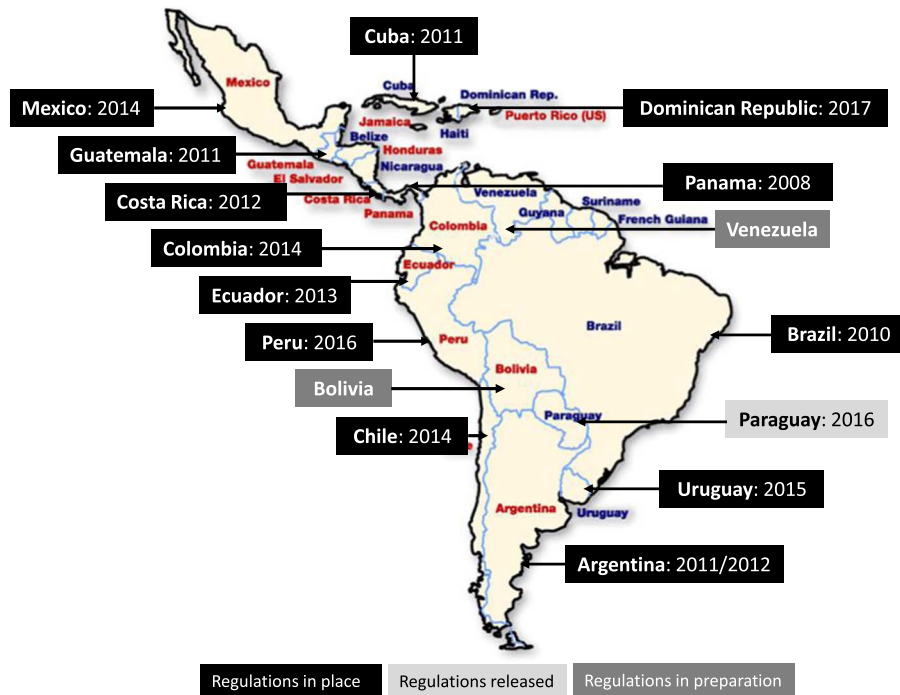 Cuba: 2011
Mexico
Cuba
Dominican Rep.
Mexico: 2014
Dominican Republic: 2017
Puerto Rico (US)
Jamaica
Haiti
Belize
Honduras
Guatemala: 2011
Guatemala
Nicaragua
El Salvador
Panama: 2008
Costa Rica: 2012
Costa Rica
Panama
Venezuela
Suriname
Guyana
French Guiana
Colombia
Venezuela
Colombia: 2014
Ecuador
Ecuador: 2013
Brazil
Brazil: 2010
Peru: 2016
Peru
Bolivia
Bolivia
Paraguay
Paraguay: 2016
Chile: 2014
e
Uruguay: 2015
Argentina
Uruguay
Argentina: 2011/2012
Regulations in place
Regulations released
Regulations in preparation